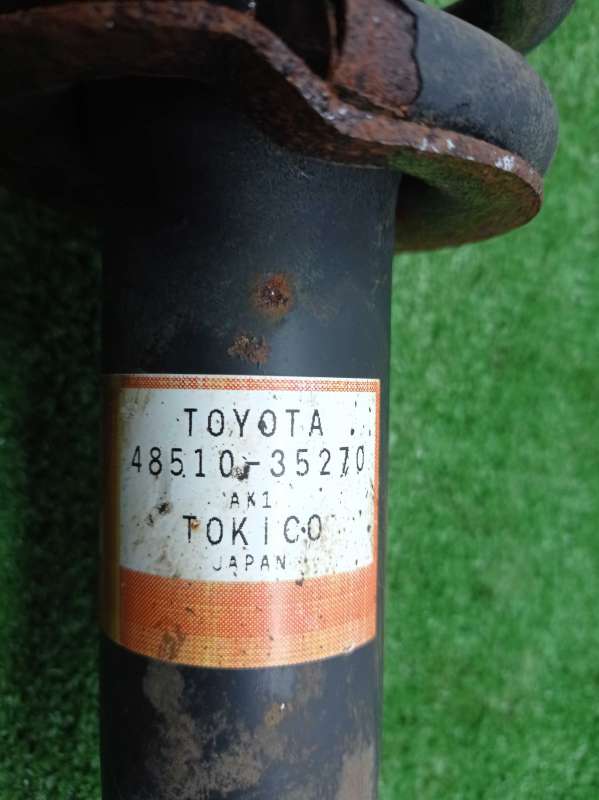 TOYOTA
48510-35270
AK1
TOKICO
JAPAN